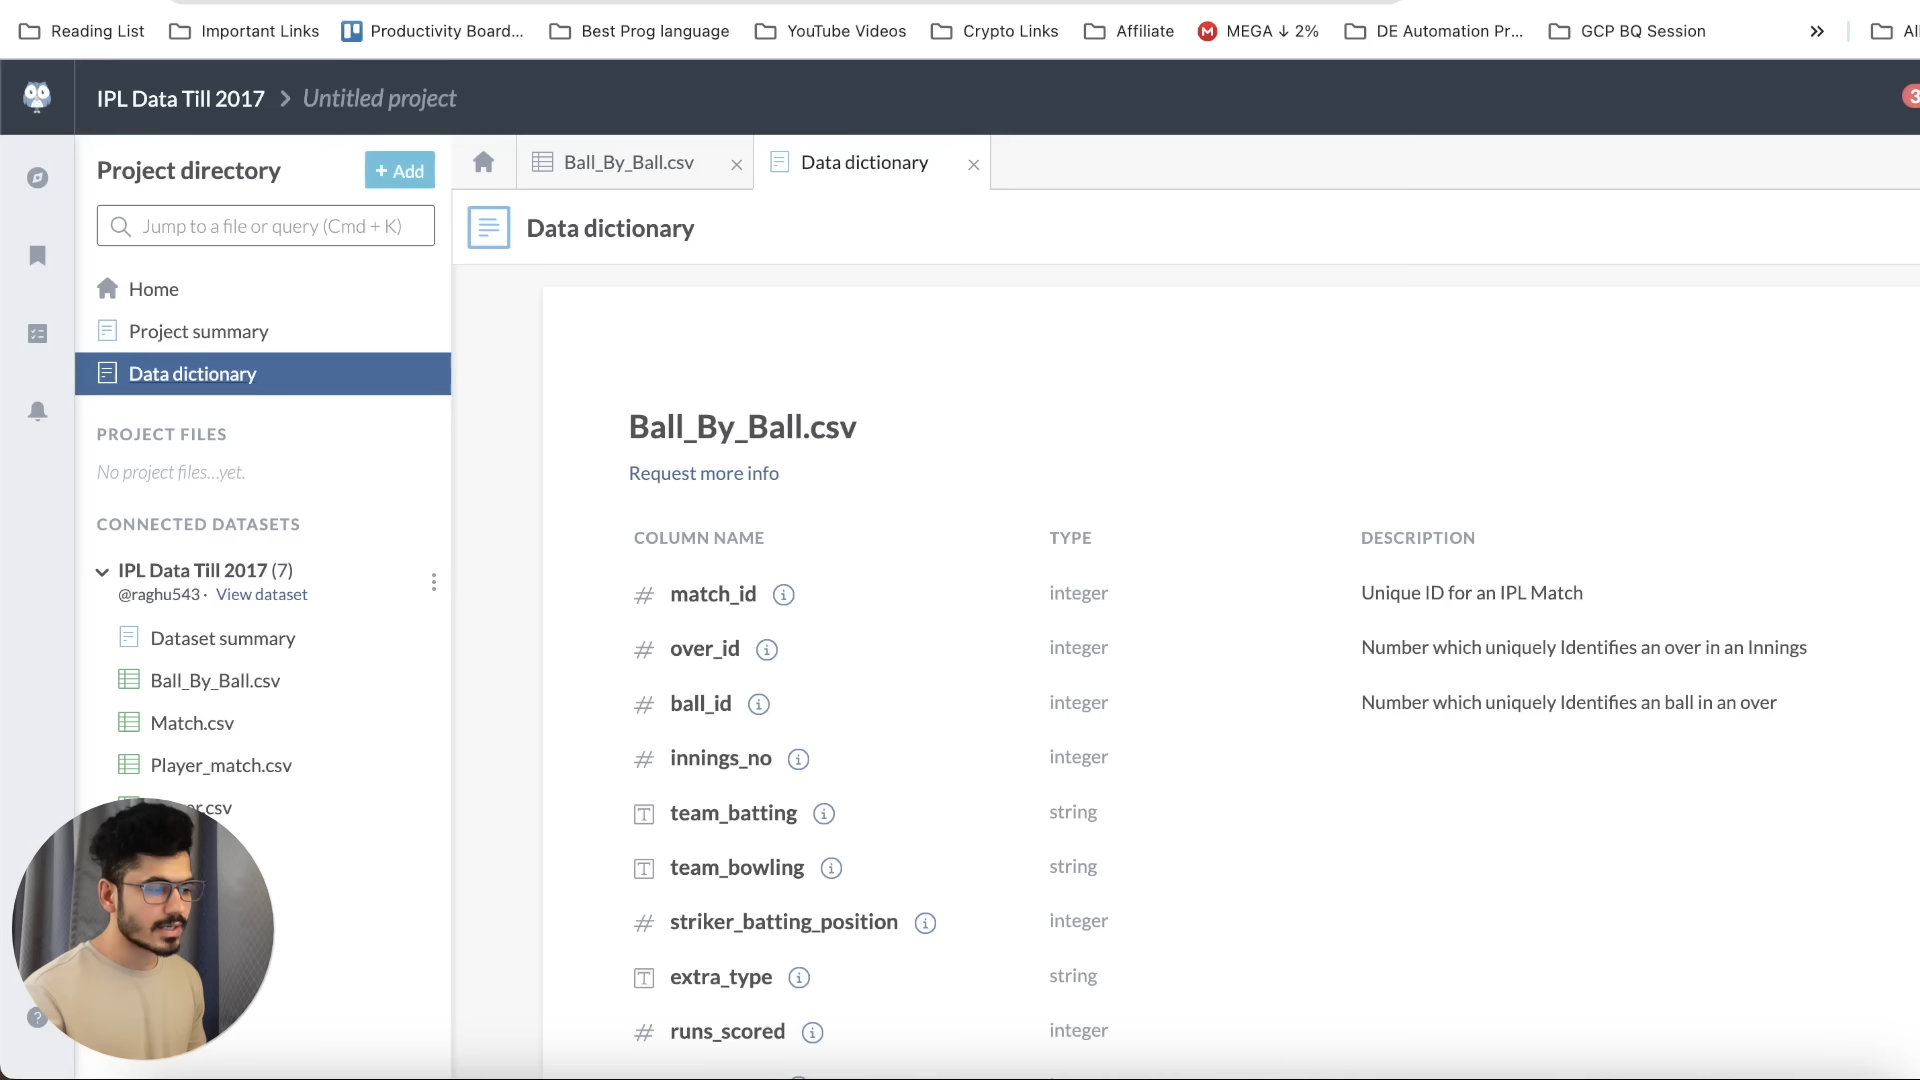 Reading List
Important Links
Productivity Board...
Best Prog language
YouTube Videos
Crypto Links
Affiliate
MEGA ↓ 2%
DE Automation Pr...
GCP BQ Session
»
IPL Data Till 2017 > Untitled project
3
Project directory
+ Add
Jump to a file or query (Cmd + K)
Home
Project summary
Data dictionary
PROJECT FILES
No project files...yet.
CONNECTED DATASETS
IPL Data Till 2017 (7)
@raghu543 · View dataset
Dataset summary
Ball_By_Ball.csv
Match.csv
Player_match.csv
Ball_By_Ball.csv ×
Data dictionary ×
Data dictionary
Ball_By_Ball.csv
Request more info
COLUMN NAME TYPE DESCRIPTION
# match_id i integer Unique ID for an IPL Match
# over_id i integer Number which uniquely Identifies an over in an Innings
# ball_id i integer Number which uniquely Identifies an ball in an over
# innings_no i integer
T team_batting i string
T team_bowling i string
# striker_batting_position i integer
T extra_type i string
# runs_scored i integer
?